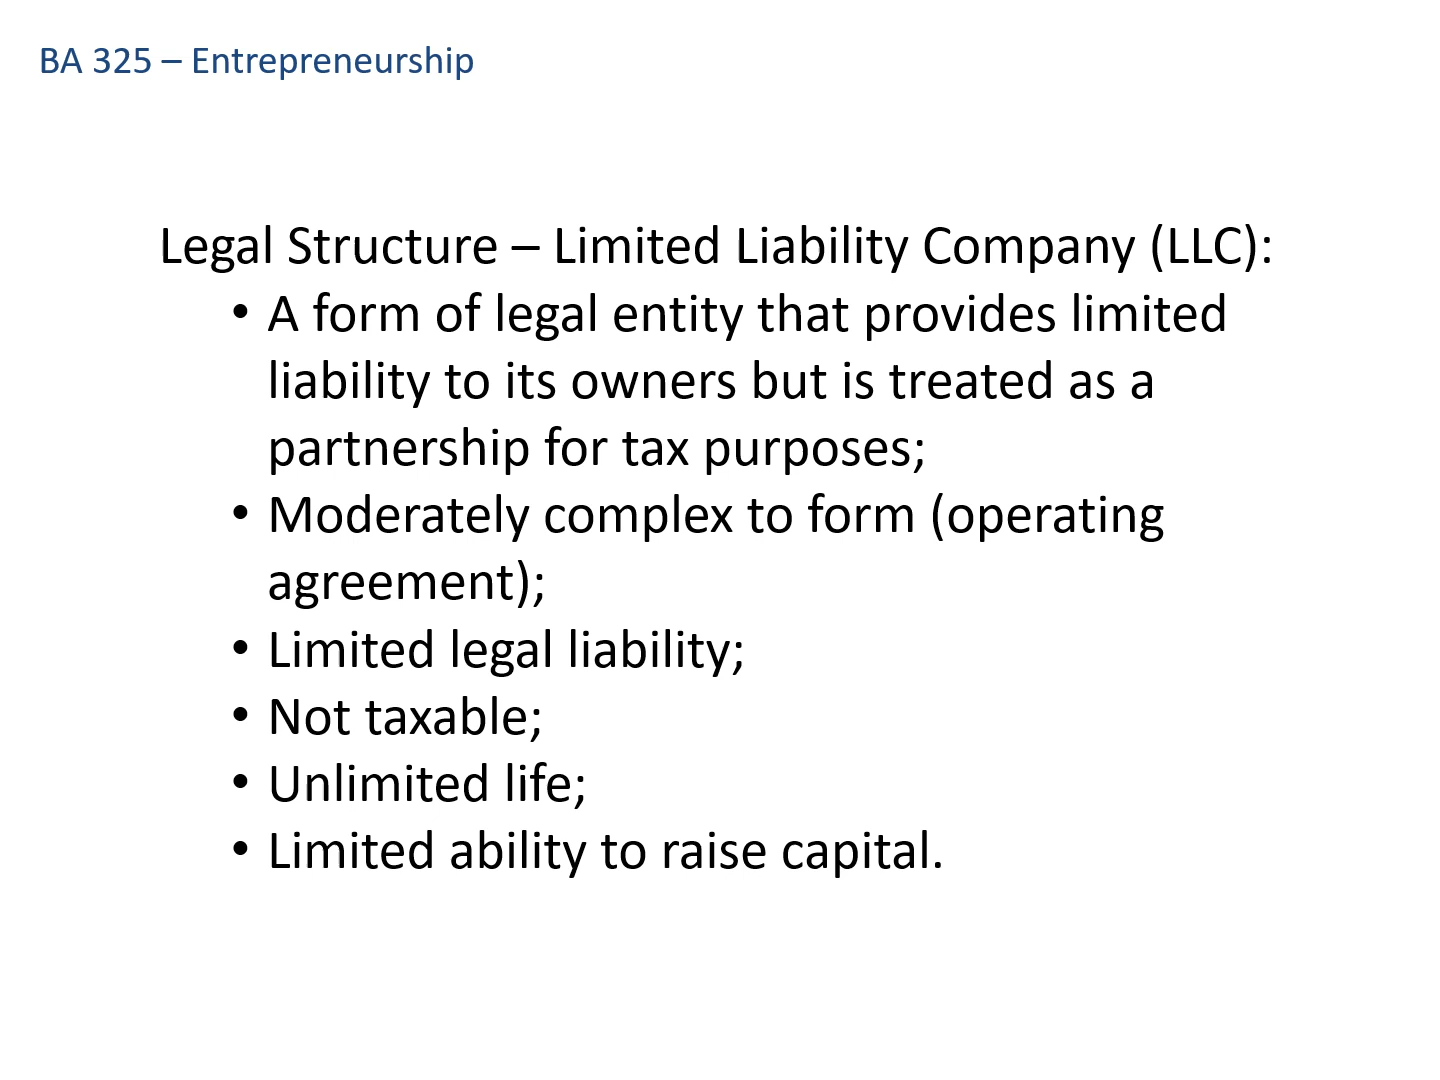 BA 325 – Entrepreneurship
Legal Structure – Limited Liability Company (LLC):
• A form of legal entity that provides limited
liability to its owners but is treated as a
partnership for tax purposes;
• Moderately complex to form (operating
agreement);
• Limited legal liability;
• Not taxable;
• Unlimited life;
• Limited ability to raise capital.